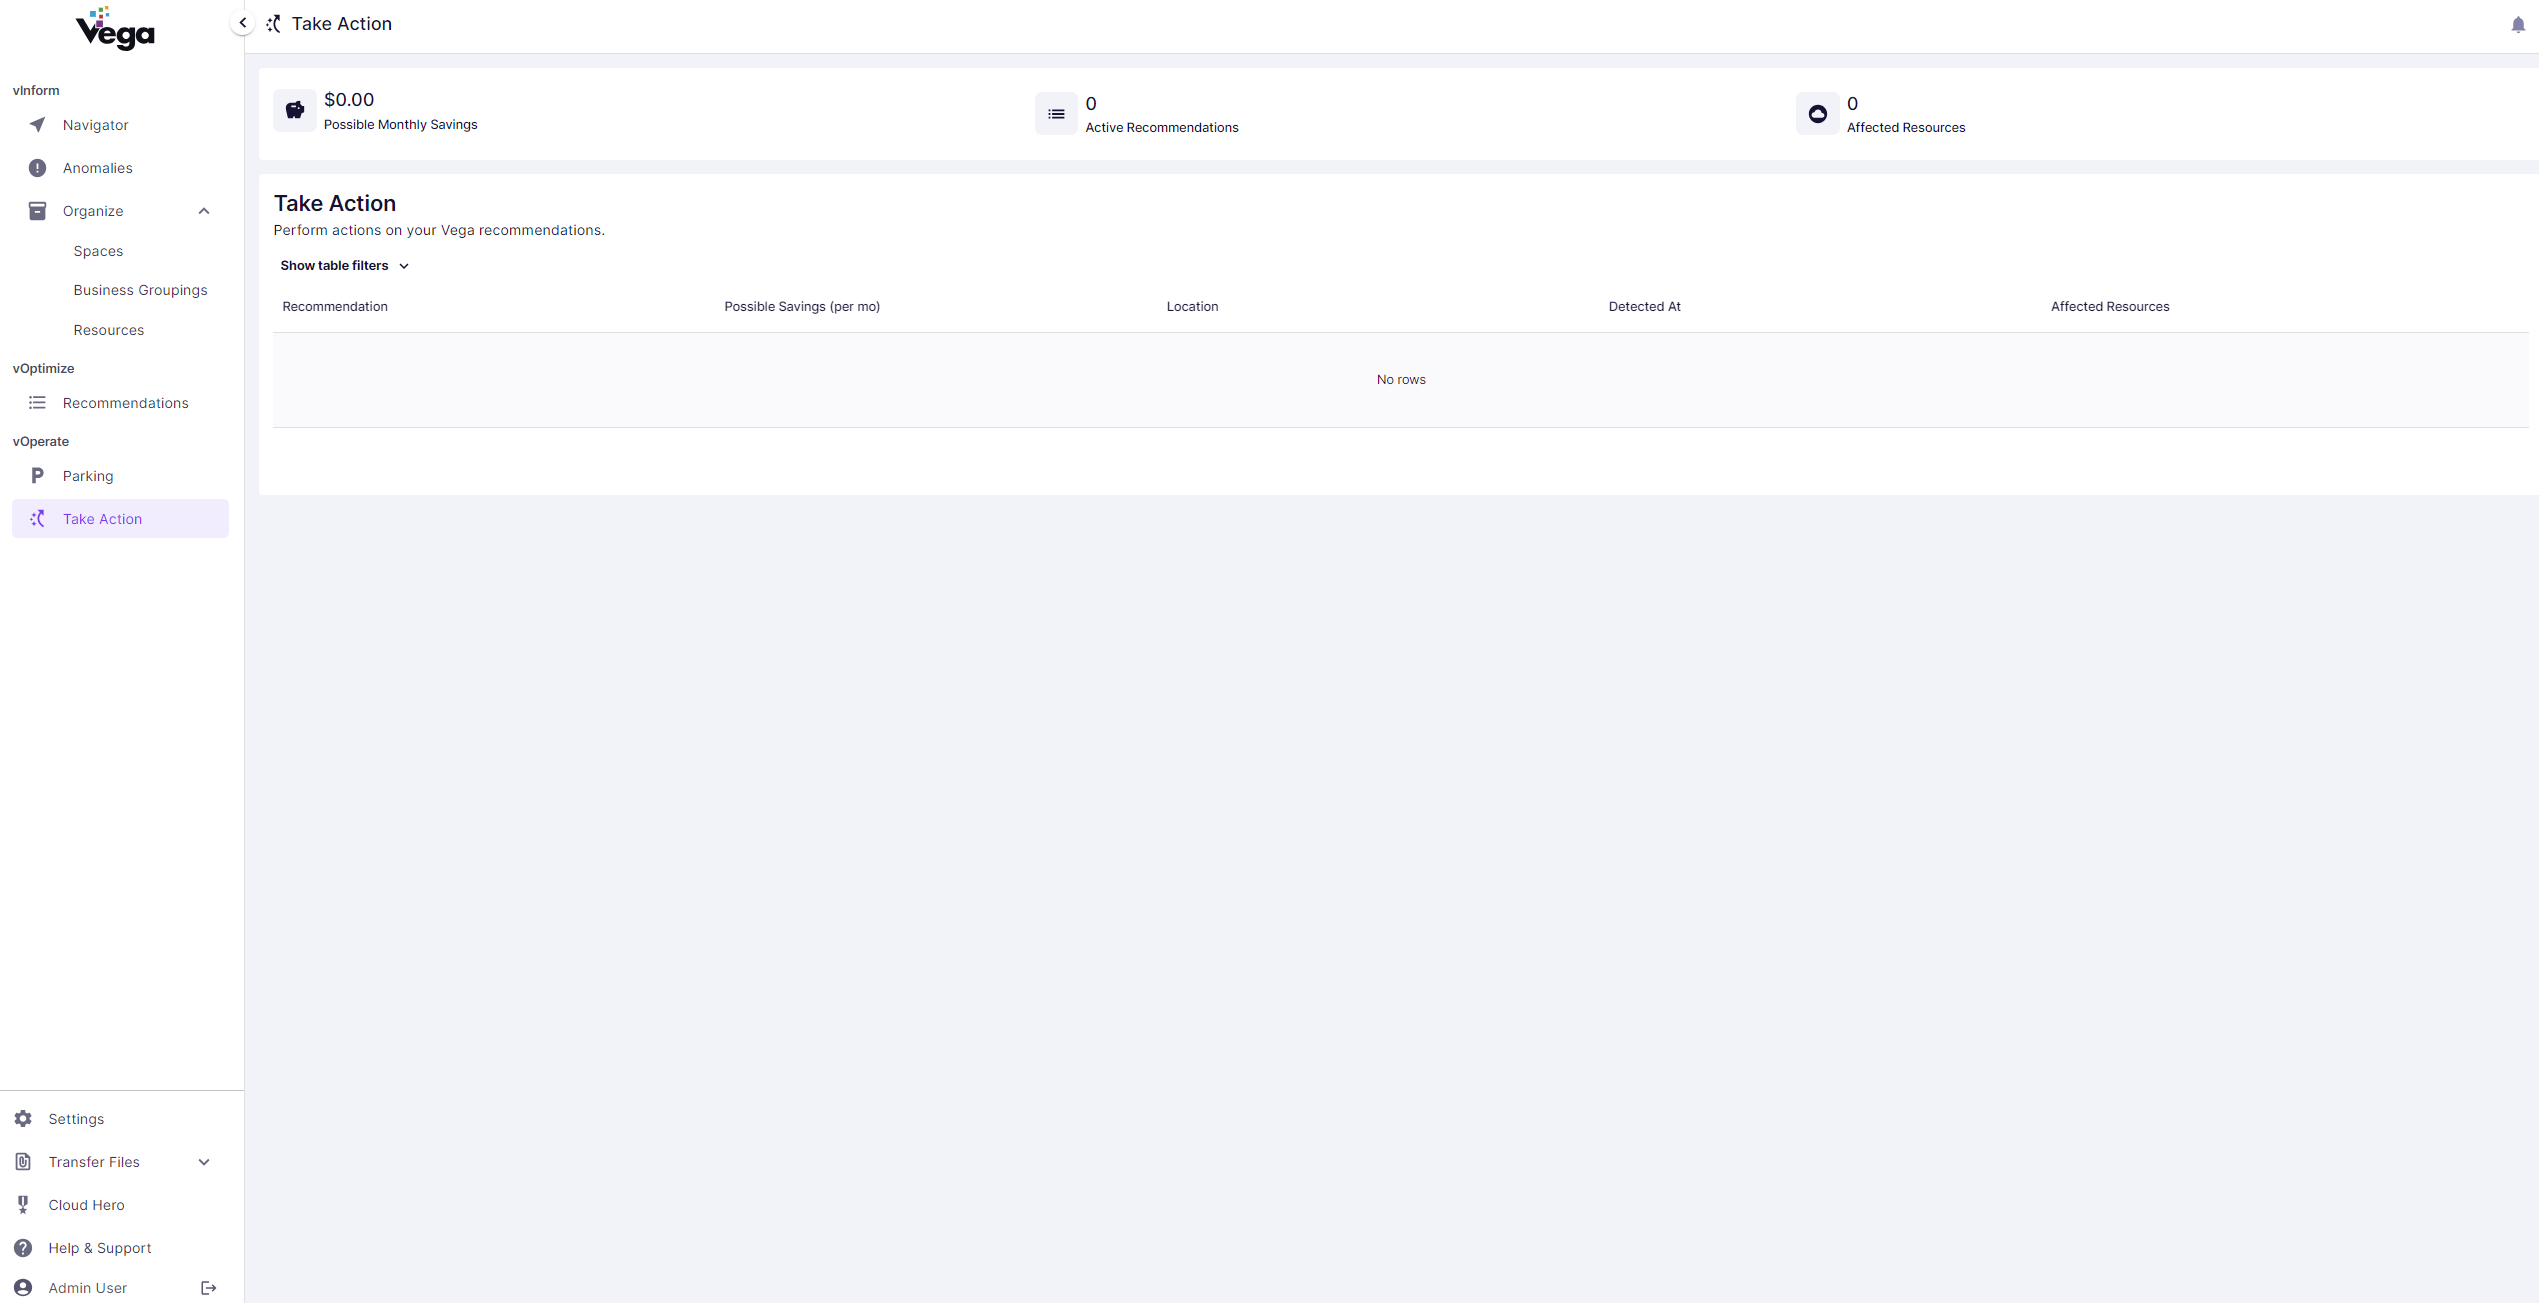 Vega
Take Action
vInform
Navigator
Anomalies
Organize
Spaces
Business Groupings
Resources
vOptimize
Recommendations
vOperate
Parking
Take Action
Settings
Transfer Files
Cloud Hero
Help & Support
Admin User
$0.00
Possible Monthly Savings
0
Active Recommendations
0
Affected Resources
Take Action
Perform actions on your Vega recommendations.
Show table filters
Recommendation Possible Savings (per mo) Location Detected At Affected Resources
No rows